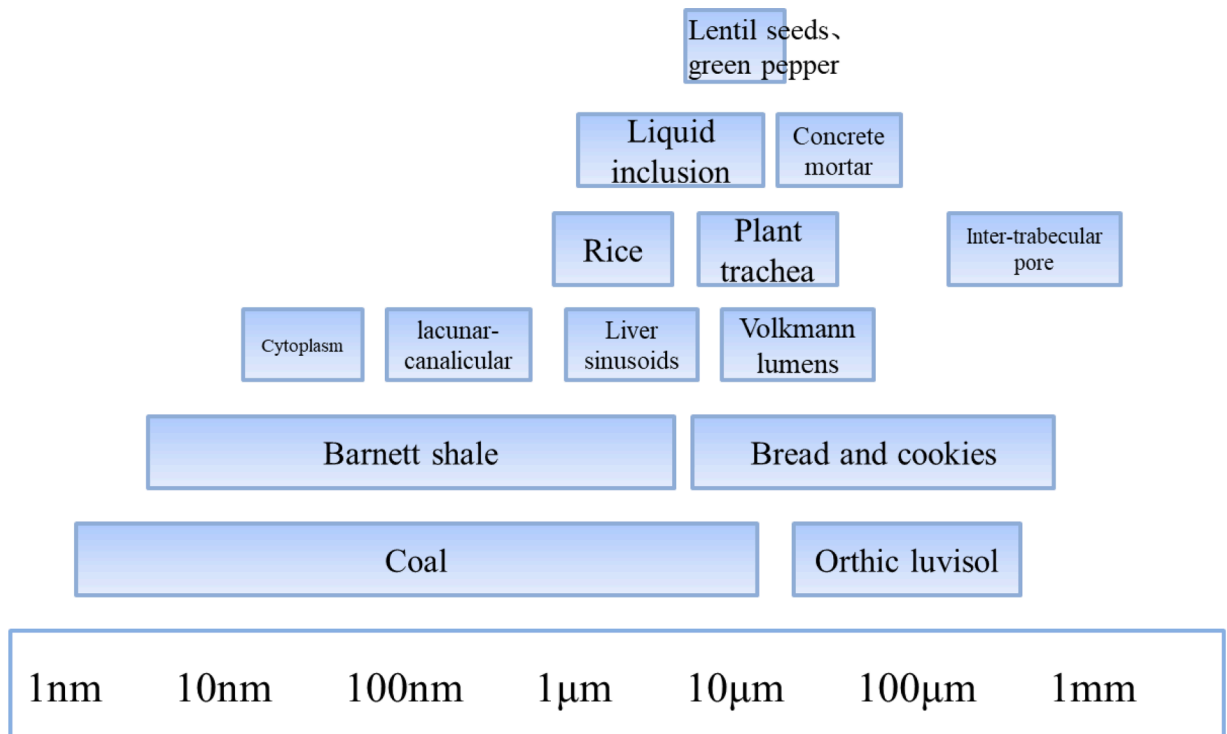 Lentil seeds、
green pepper
Liquid
inclusion
Concrete
mortar
Rice
Plant
trachea
Inter-trabecular
pore
Cytoplasm
lacunar-
canalicular
Liver
sinusoids
Volkmann
lumens
Barnett shale
Bread and cookies
Coal
Orthic luvisol
1nm 10nm 100nm 1μm 10μm 100μm 1mm